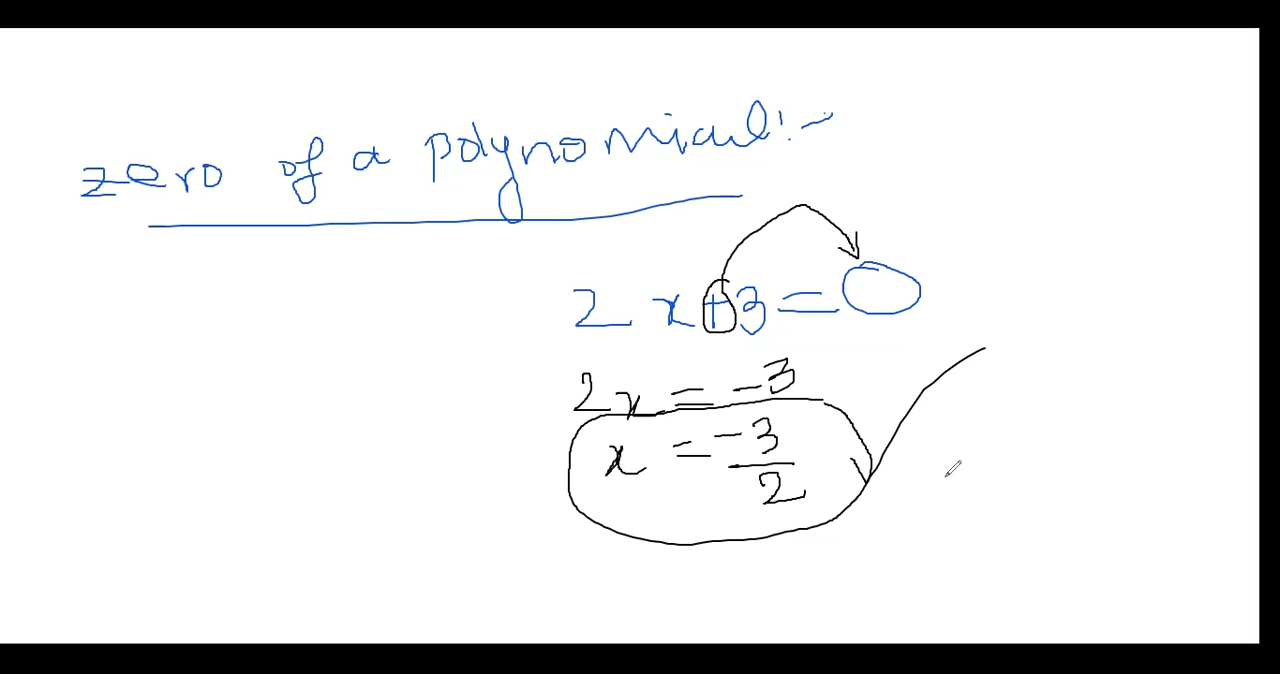 zero of a polynomial:-
2x+3=0
2x = -3
x = -3/2